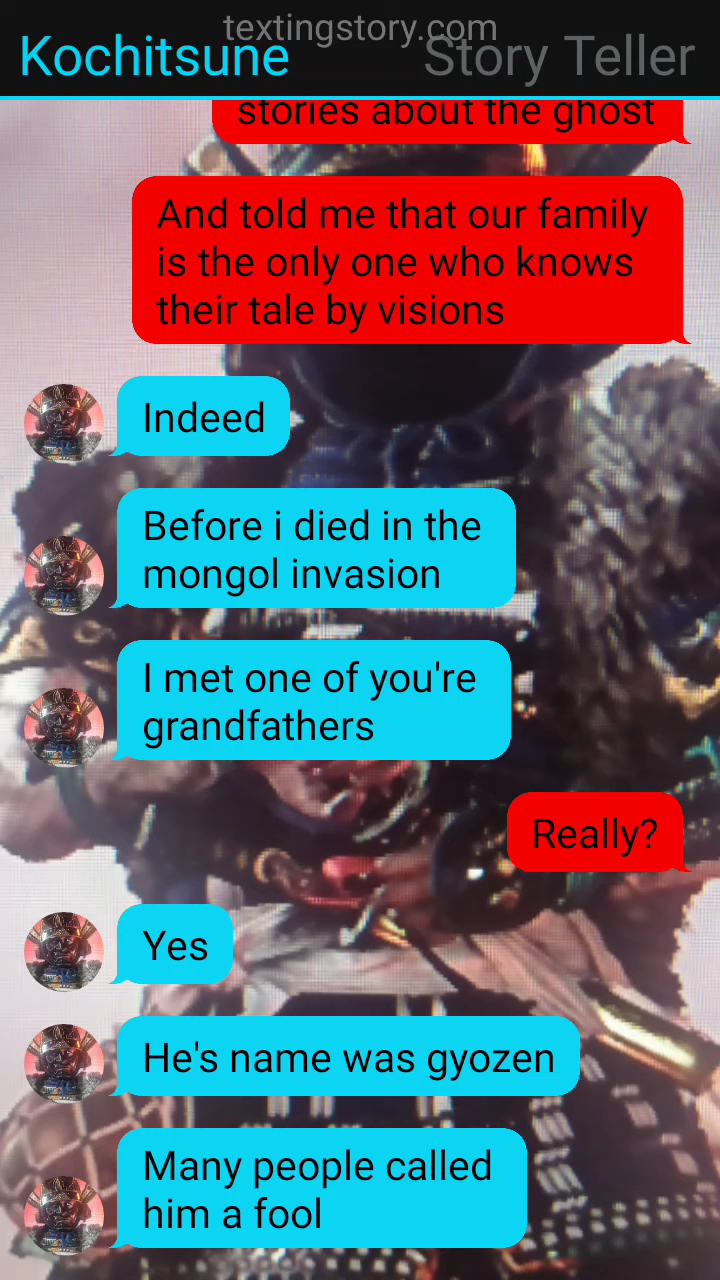 textingstory.com
Kochitsune
Story Teller
stories about the ghost
And told me that our family
is the only one who knows
their tale by visions
Indeed
Before i died in the
mongol invasion
I met one of you're
grandfathers
Really?
Yes
He's name was gyozen
Many people called
him a fool